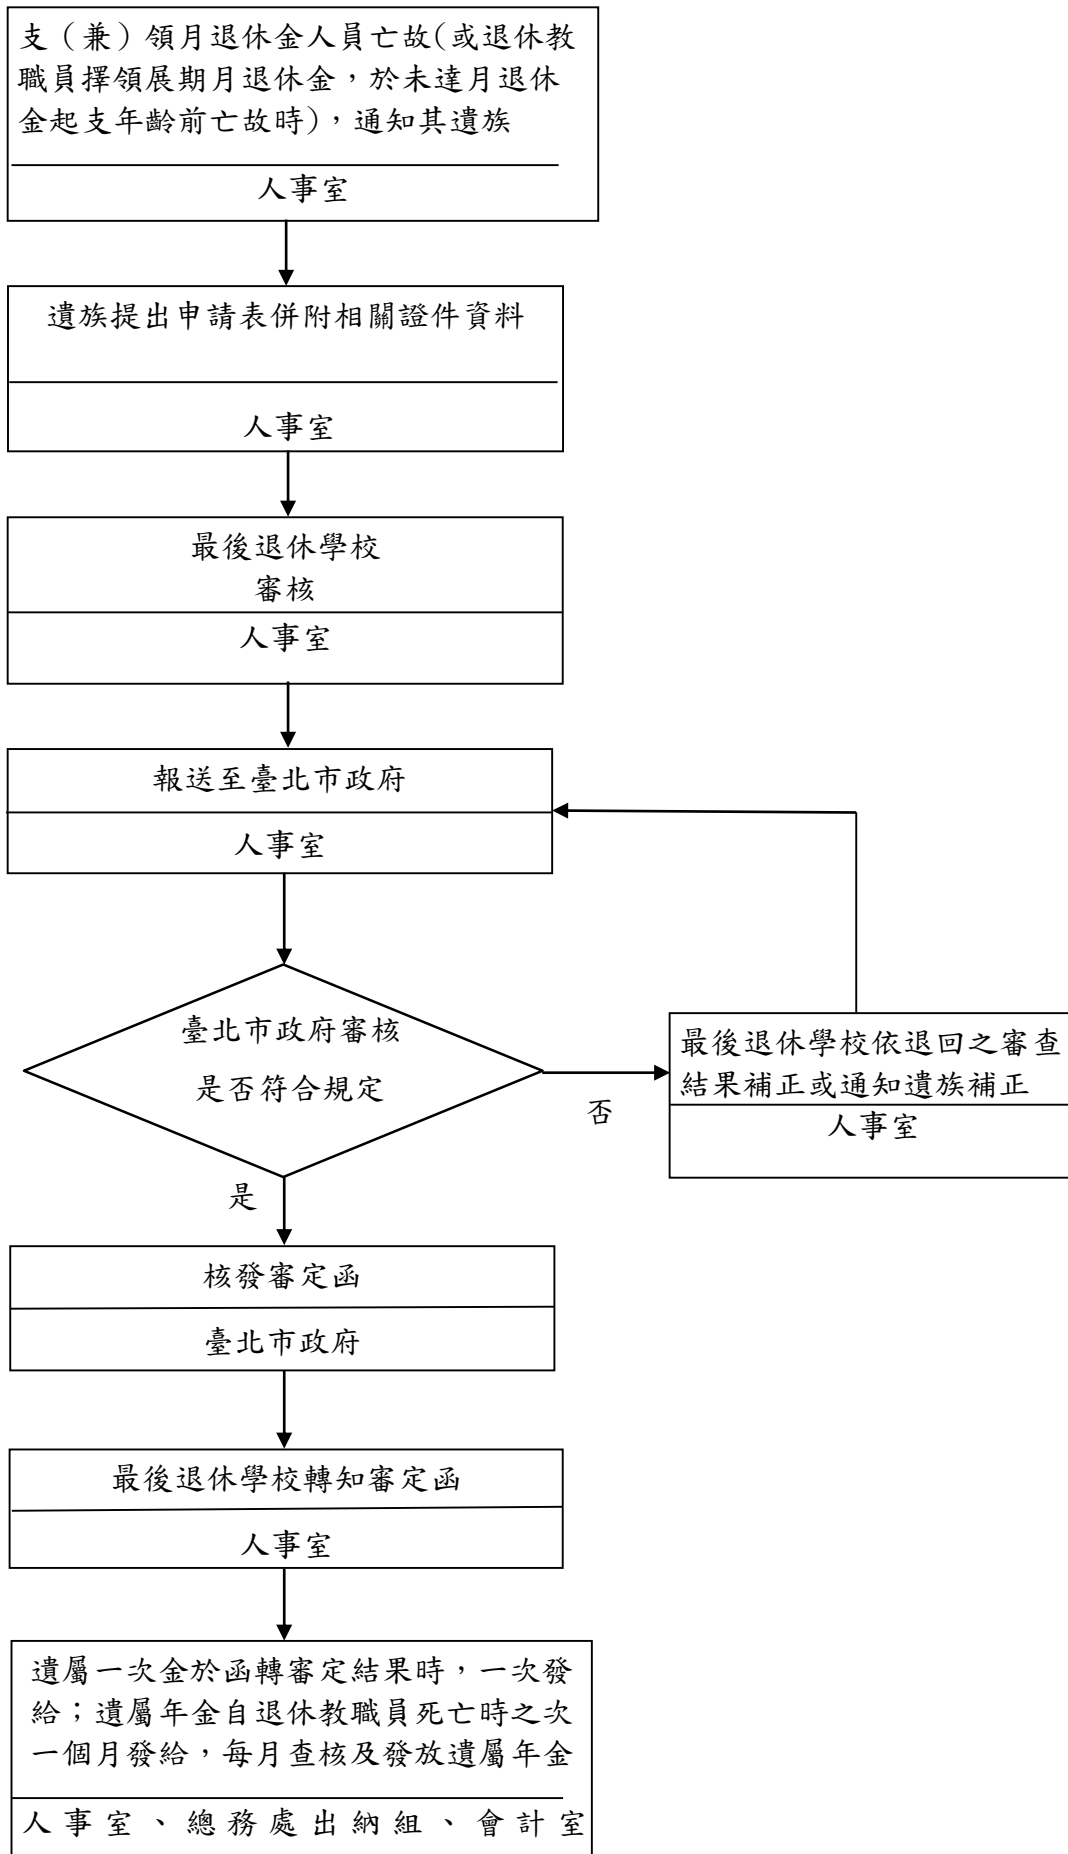 支（兼）領月退休金人員亡故(或退休教
職員擇領展期月退休金，於未達月退休
金起支年齡前亡故時)，通知其遺族
人事室
遺族提出申請表併附相關證件資料
人事室
最後退休學校
審核
人事室
報送至臺北市政府
人事室
臺北市政府審核
是否符合規定
否
最後退休學校依退回之審查
結果補正或通知遺族補正
人事室
是
核發審定函
臺北市政府
最後退休學校轉知審定函
人事室
遺屬一次金於函轉審定結果時，一次發
給；遺屬年金自退休教職員死亡時之次
一個月發給，每月查核及發放遺屬年金
人事室、總務處出納組、會計室